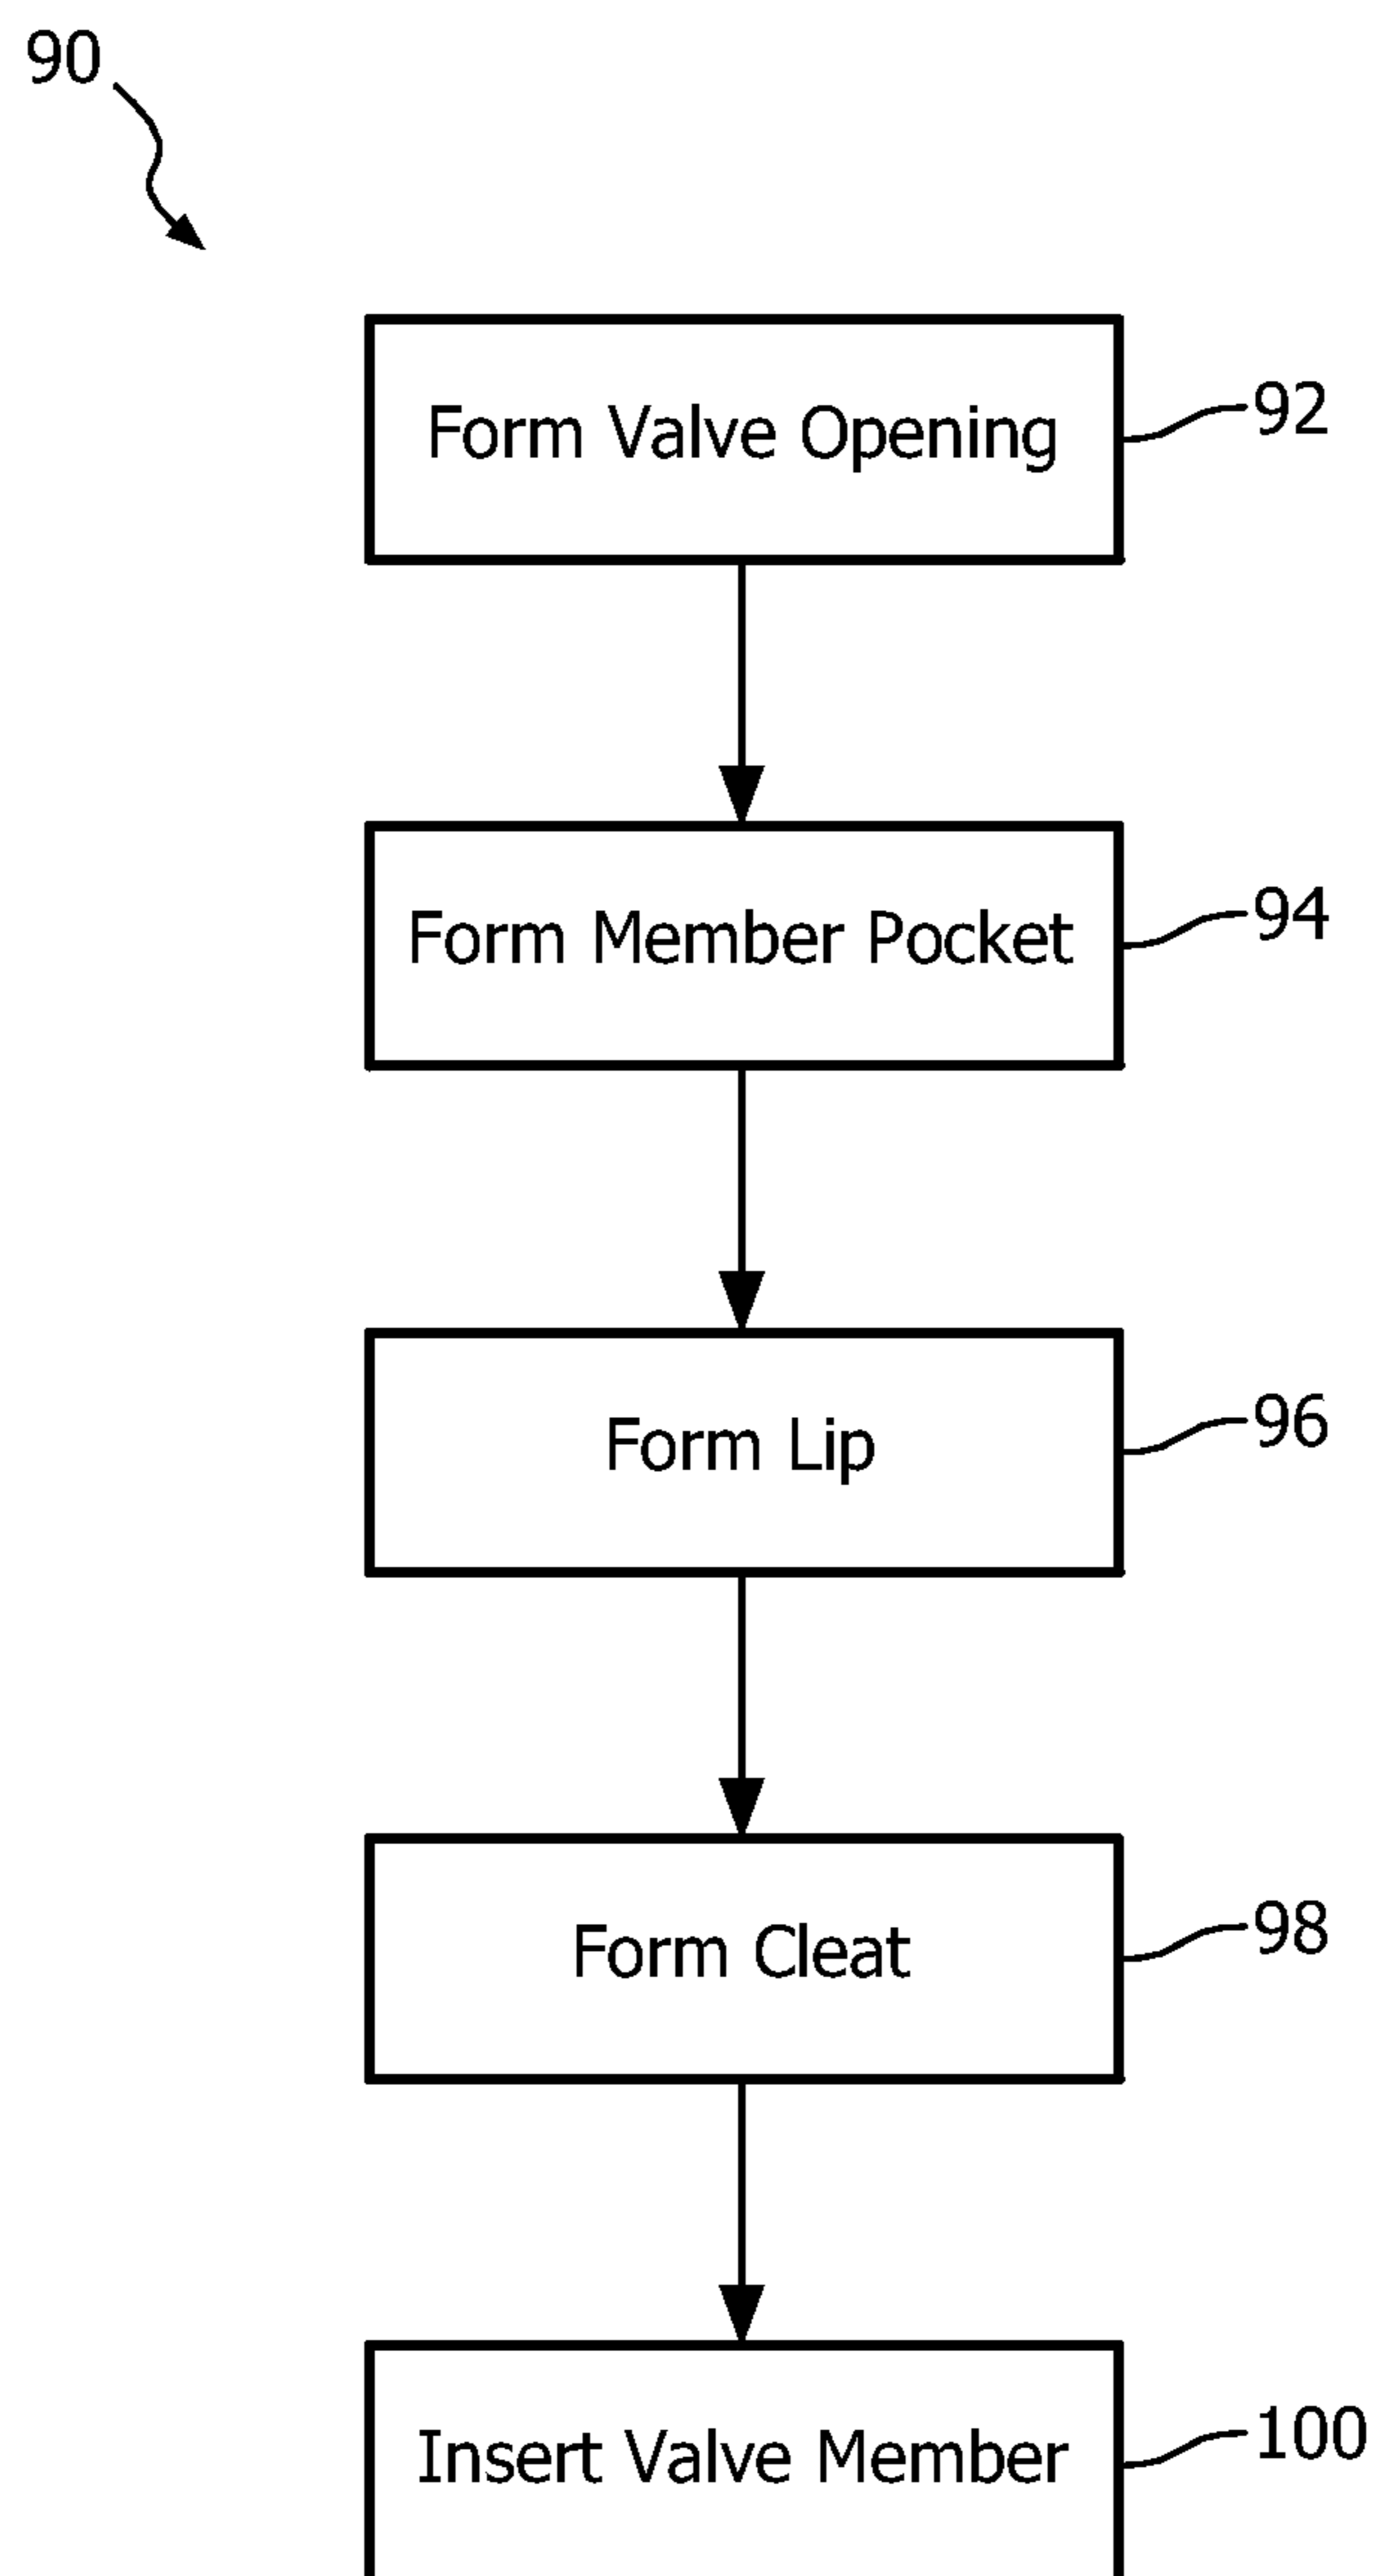 90
Form Valve Opening
92
Form Member Pocket
94
Form Lip
96
Form Cleat
98
Insert Valve Member
100